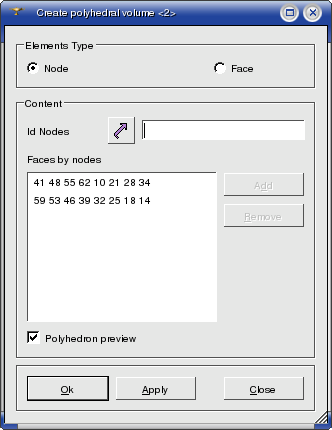 Create polyhedral volume <2>
Elements Type
Node Face
Content
Id Nodes
Faces by nodes
41 48 55 62 10 21 28 34
59 53 46 39 32 25 18 14
Add
Remove
Polyhedron preview
Ok Apply Close